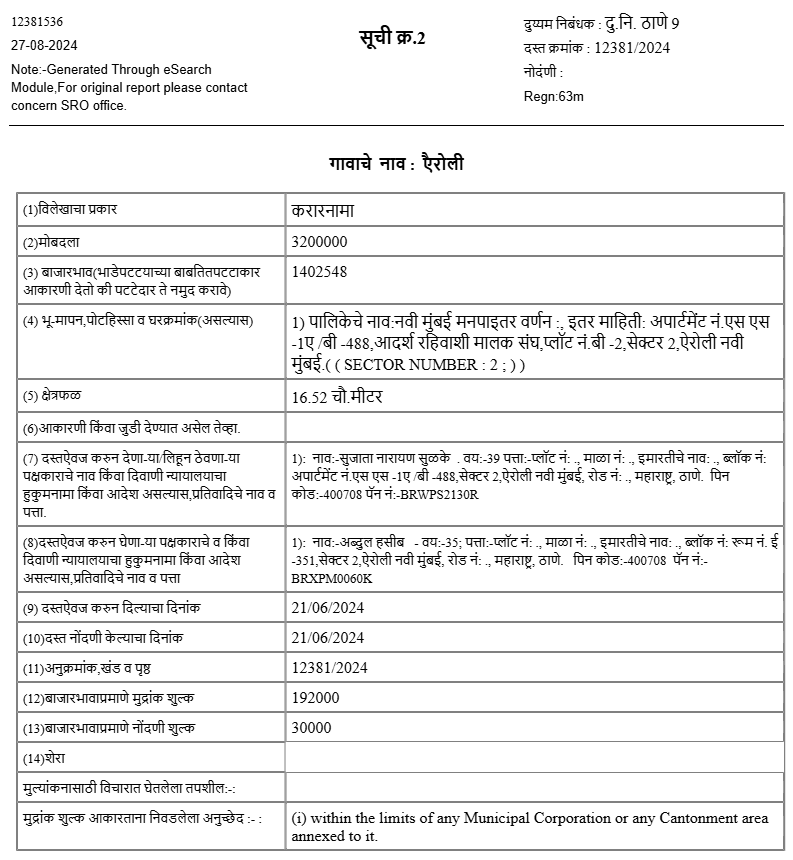 12381536
27-08-2024
Note:-Generated Through eSearch
Module,For original report please contact
concern SRO office.
सूची क्र.2
दुय्यम निबंधक : दु.नि. ठाणे 9
दस्त क्रमांक : 12381/2024
नोदंणी :
Regn:63m
गावाचे नाव : ऐरोली
(1)विलेखाचा प्रकार
करारनामा
(2)मोबदला
3200000
(3) बाजारभाव(भाडेपटटयाच्या बाबतितपटटाकार
आकारणी देतो की पटटेदार ते नमुद करावे)
1402548
(4) भू-मापन,पोटहिस्सा व घरक्रमांक(असल्यास)
1) पालिकेचे नाव:नवी मुंबई मनपाइतर वर्णन :, इतर माहिती: अपार्टमेंट नं.एस एस
-1ए /बी -488,आदर्श रहिवाशी मालक संघ,प्लॉट नं.बी -2,सेक्टर 2,ऐरोली नवी
मुंबई.( ( SECTOR NUMBER : 2 ; ) )
(5) क्षेत्रफळ
16.52 चौ.मीटर
(6)आकारणी किंवा जुडी देण्यात असेल तेव्हा.
(7) दस्तऐवज करुन देणा-या/लिहून ठेवणा-या
पक्षकाराचे नाव किंवा दिवाणी न्यायालयाचा
हुकुमनामा किंवा आदेश असल्यास,प्रतिवादिचे नाव व
पत्ता.
1): नाव:-सुजाता नारायण सुळके . वय:-39 पत्ता:-प्लॉट नं: ., माळा नं: ., इमारतीचे नाव: ., ब्लॉक नं:
अपार्टमेंट नं.एस एस -1ए /बी -488,सेक्टर 2,ऐरोली नवी मुंबई, रोड नं: ., महाराष्ट्र, ठाणे. पिन
कोड:-400708 पॅन नं:-BRWPS2130R
(8)दस्तऐवज करुन घेणा-या पक्षकाराचे व किंवा
दिवाणी न्यायालयाचा हुकुमनामा किंवा आदेश
असल्यास,प्रतिवादिचे नाव व पत्ता
1): नाव:-अब्दुल हसीब - वय:-35; पत्ता:-प्लॉट नं: ., माळा नं: ., इमारतीचे नाव: ., ब्लॉक नं: रूम नं. ई
-351,सेक्टर 2,ऐरोली नवी मुंबई, रोड नं: ., महाराष्ट्र, ठाणे. पिन कोड:-400708 पॅन नं:-
BRXPM0060K
(9) दस्तऐवज करुन दिल्याचा दिनांक
21/06/2024
(10)दस्त नोंदणी केल्याचा दिनांक
21/06/2024
(11)अनुक्रमांक,खंड व पृष्ठ
12381/2024
(12)बाजारभावाप्रमाणे मुद्रांक शुल्क
192000
(13)बाजारभावाप्रमाणे नोंदणी शुल्क
30000
(14)शेरा
मुल्यांकनासाठी विचारात घेतलेला तपशील:-:
मुद्रांक शुल्क आकारताना निवडलेला अनुच्छेद :- :
(i) within the limits of any Municipal Corporation or any Cantonment area
annexed to it.